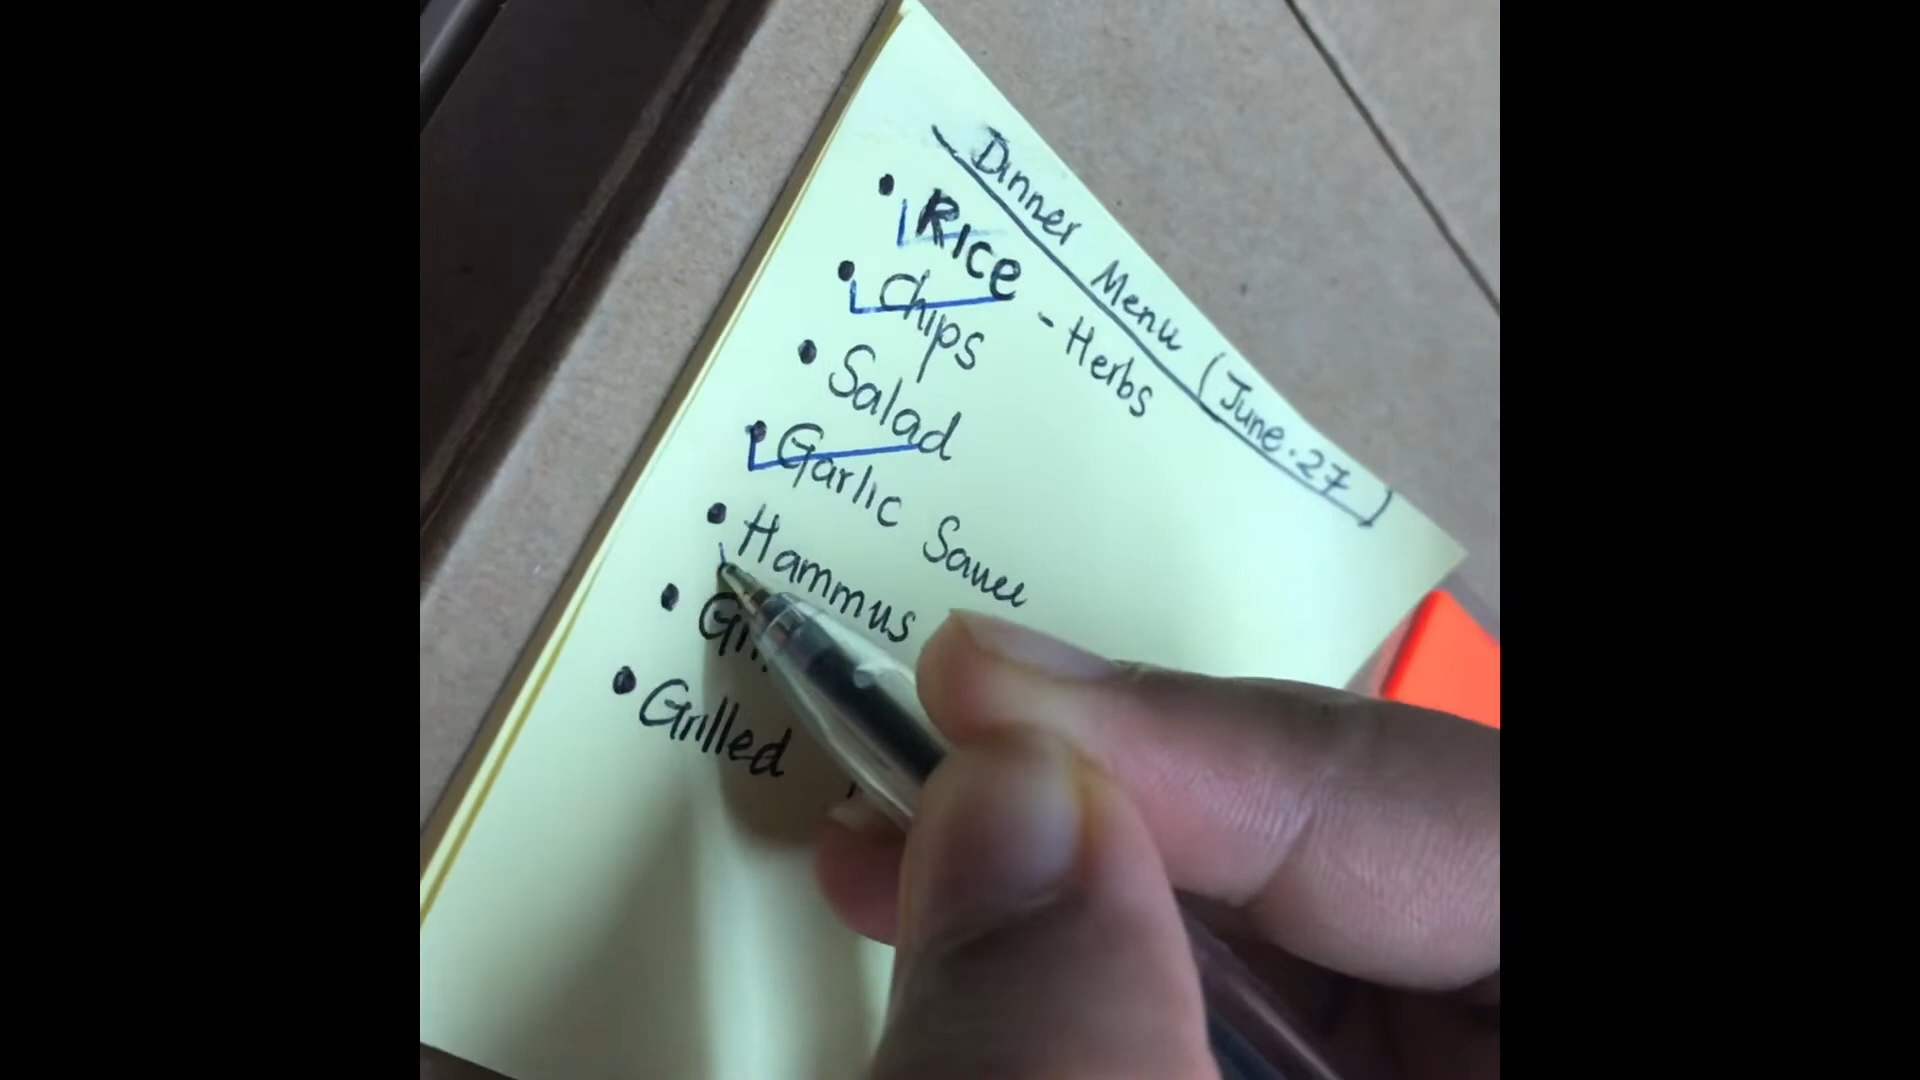 Dinner Menu (June.27)
• Rice - Herbs
• Chips
• Salad
• Garlic Sauce
• Hammus
•
• Grilled